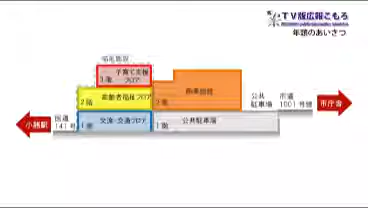 TV版広報こもろ
年頭のあいさつ
子育て支援
3階 フロア
2階 高齢者福祉フロア
2階
商業施設
公共
駐車場
市道
1001号線
市庁舎
小諸駅
国道
141号
1階 交流・交通フロア
1階 公共駐車場